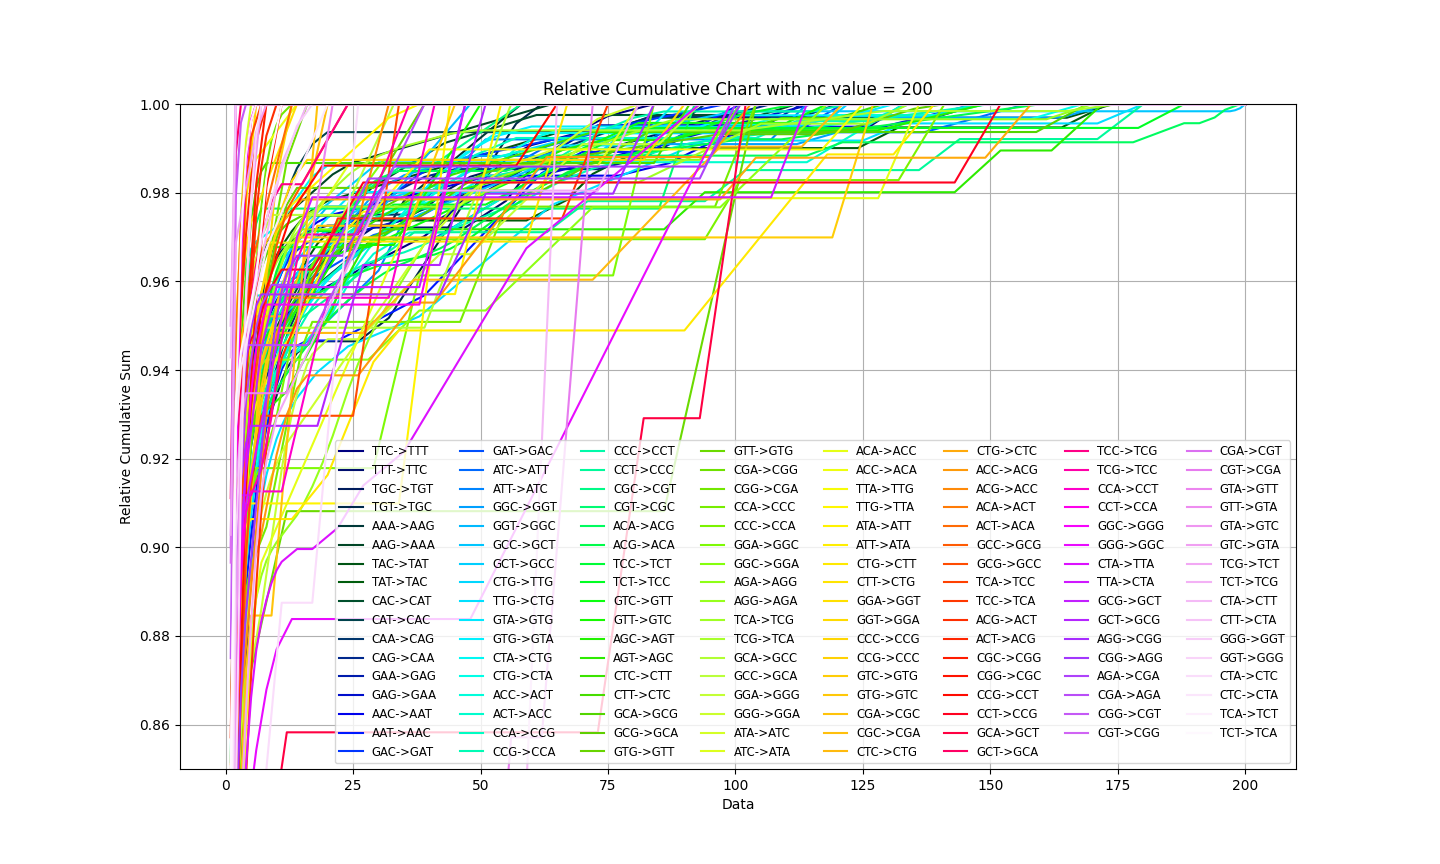 Relative Cumulative Chart with nc value = 200
1.00
0.98
0.96
0.94
0.92
0.90
0.88
0.86
Relative Cumulative Sum
TTC->TTT GAT->GAC CCC->CCT GTT->GTG ACA->ACC CTG->CTC TCC->TCG CGA->CGT
TTT->TTC ATC->ATT CCT->CCC CGA->CGG ACC->ACA ACC->ACG TCG->TCC CGT->CGA
TGC->TGT ATT->ATC CGC->CGT CGG->CGA TTA->TTG ACG->ACC CCA->CCT GTA->GTT
TGT->TGC GGC->GGT CGT->CGC CCA->CCC TTG->TTA ACA->ACT CCT->CCA GTT->GTA
AAA->AAG GGT->GGC ACA->ACG CCC->CCA ATA->ATT ACT->ACA GGC->GGG GTA->GTC
AAG->AAA GCC->GCT ACG->ACA GGA->GGC ATT->ATA GCC->GCG GGG->GGC GTC->GTA
TAC->TAT GCT->GCC TCC->TCT GGC->GGA CTG->CTT GCG->GCC CTA->TTA TCG->TCT
TAT->TAC CTG->TTG TCT->TCC AGA->AGG CTT->CTG TCA->TCC TTA->CTA TCT->TCG
CAC->CAT TTG->CTG GTC->GTT AGG->AGA GGA->GGT TCC->TCA GCG->GCT CTA->CTT
CAT->CAC GTA->GTG GTT->GTC TCA->TCG GGT->GGA ACG->ACT GCT->GCG CTT->CTA
CAA->CAG GTG->GTA AGC->AGT TCG->TCA CCC->CCG ACT->ACG AGG->CGG GGG->GGT
CAG->CAA CTA->CTG AGT->AGC GCA->GCC CCG->CCC CGC->CGG CGG->AGG GGT->GGG
GAA->GAG CTG->CTA CTC->CTT GCC->GCA GTC->GTG CGG->CGC AGA->CGA CTA->CTC
GAG->GAA ACC->ACT CTT->CTC GGA->GGG GTG->GTC CCG->CCT CGA->AGA CTC->CTA
AAC->AAT ACT->ACC GCA->GCG GGG->GGA CGA->CGC CCT->CCG CGG->CGT TCA->TCT
AAT->AAC CCA->CCG GCG->GCA ATA->ATC CGC->CGA GCA->GCT CGT->CGG TCT->TCA
GAC->GAT CCG->CCA GTG->GTT ATC->ATA CTC->CTG GCT->GCA
0 25 50 75 100 125 150 175 200
Data